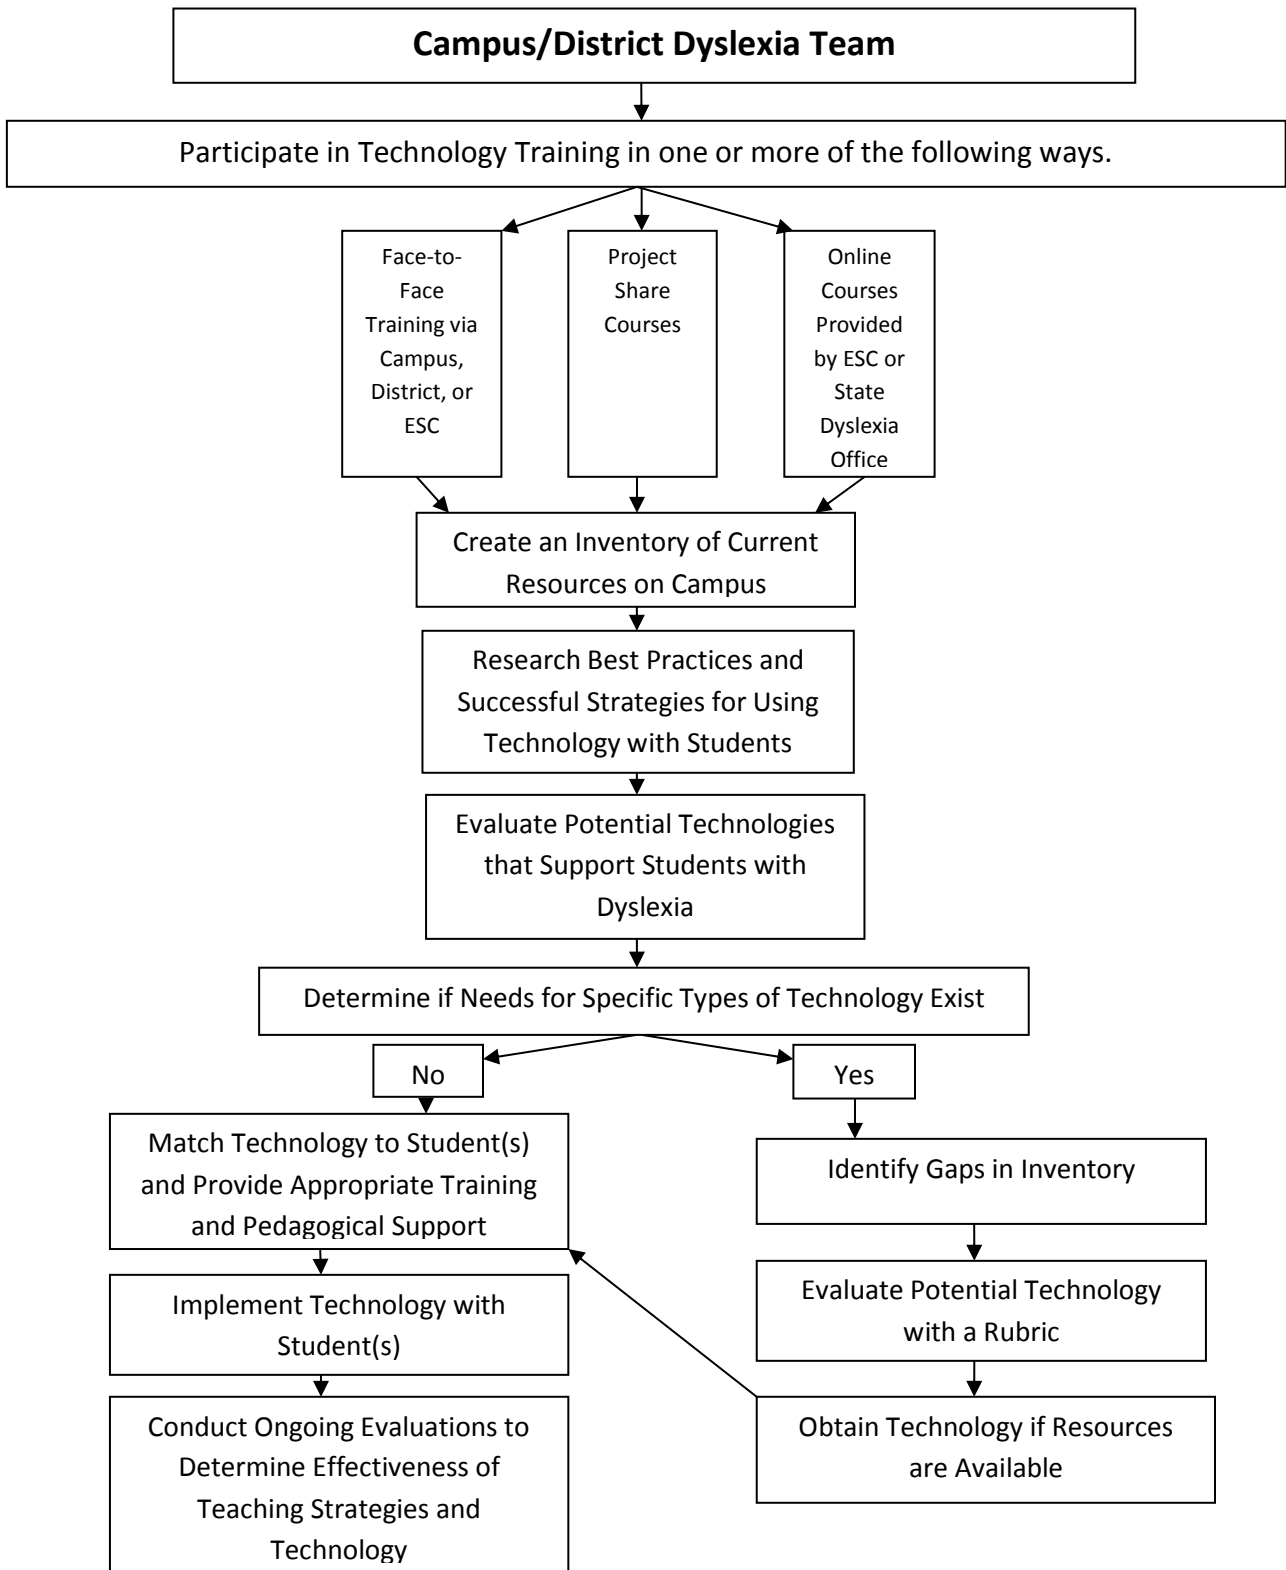 Campus/District Dyslexia Team
Participate in Technology Training in one or more of the following ways.
Face-to-
Face
Training via
Campus,
District, or
ESC
Project
Share
Courses
Online
Courses
Provided
by ESC or
State
Dyslexia
Office
Create an Inventory of Current
Resources on Campus
Research Best Practices and
Successful Strategies for Using
Technology with Students
Evaluate Potential Technologies
that Support Students with
Dyslexia
Determine if Needs for Specific Types of Technology Exist
No
Yes
Match Technology to Student(s)
and Provide Appropriate Training
and Pedagogical Support
Identify Gaps in Inventory
Implement Technology with
Student(s)
Evaluate Potential Technology
with a Rubric
Conduct Ongoing Evaluations to
Determine Effectiveness of
Teaching Strategies and
Technology
Obtain Technology if Resources
are Available